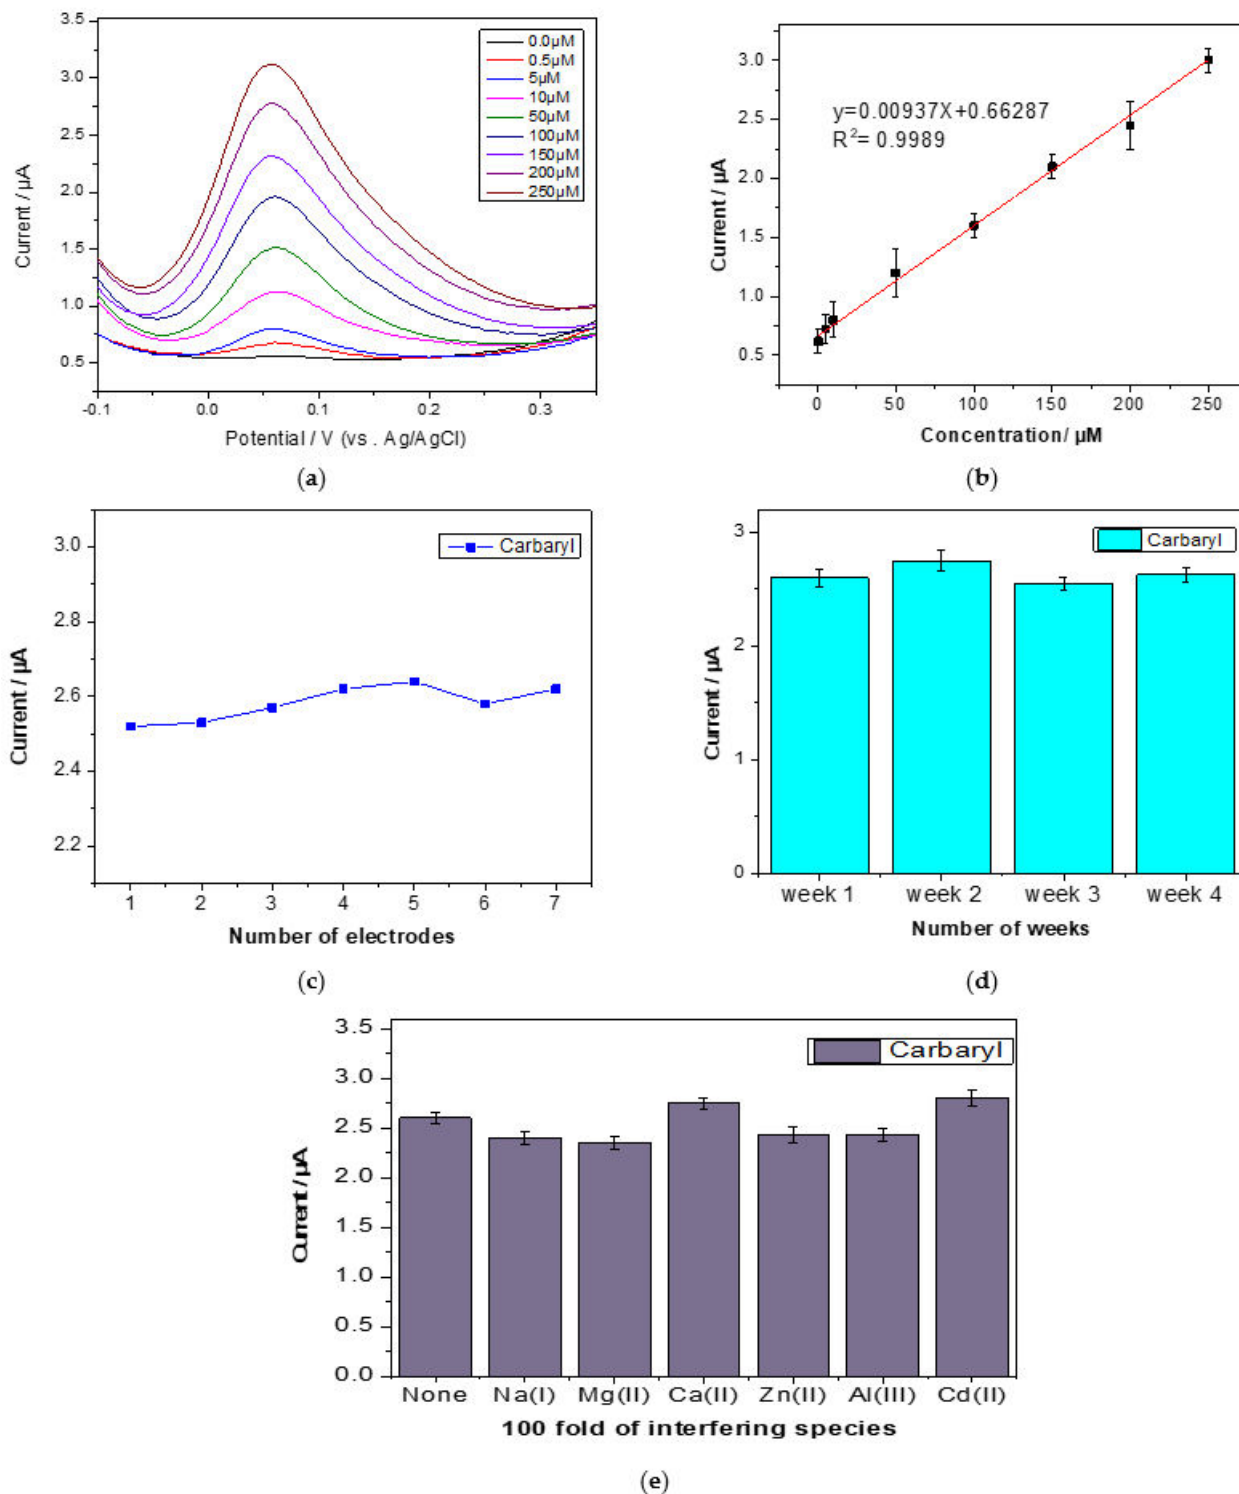 3.5
3.0
2.5
2.0
1.5
1.0
0.5
Current / µA
-0.1
0.0
0.1
0.2
0.3
Potential / V (vs . Ag/AgCl)
0.0µM
0.5µM
5µM
10µM
50µM
100µM
150µM
200µM
250µM
(a)
3.0
2.5
2.0
1.5
1.0
0.5
Current / µA
y=0.00937X+0.66287
R²= 0.9989
0
50
100
150
200
250
Concentration/ µM
(b)
3.0
2.8
2.6
2.4
2.2
Current / µA
Carbaryl
1
2
3
4
5
6
7
Number of electrodes
(c)
3
2
1
0
Current / µA
Carbaryl
week 1
week 2
week 3
week 4
Number of weeks
(d)
3.5
3.0
2.5
2.0
1.5
1.0
0.5
0.0
Current / µA
Carbaryl
None
Na(I)
Mg(II)
Ca(II)
Zn(II)
Al(III)
Cd(II)
100 fold of interfering species
(e)